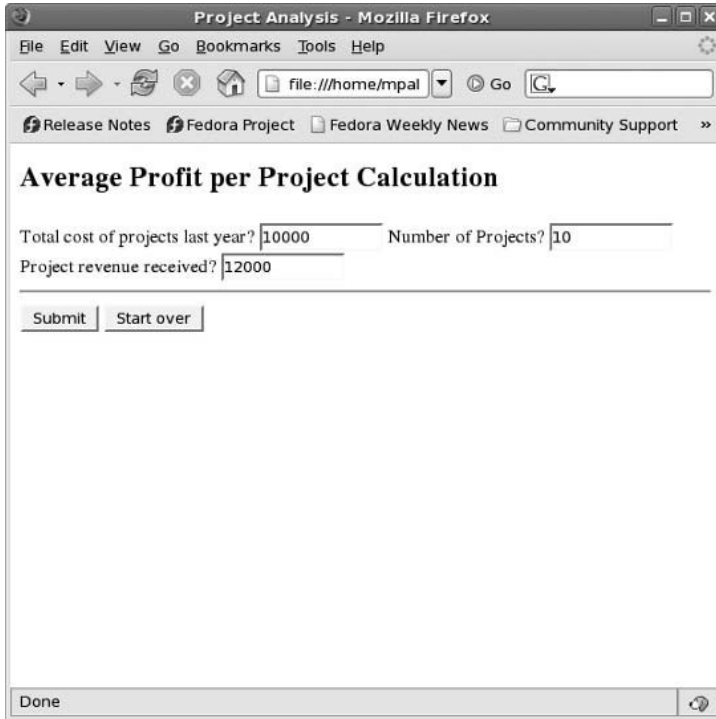 Project Analysis - Mozilla Firefox
File Edit View Go Bookmarks Tools Help
file:///home/mpal Go G
Release Notes Fedora Project Fedora Weekly News Community Support »
Average Profit per Project Calculation
Total cost of projects last year? 10000 Number of Projects? 10
Project revenue received? 12000
Submit Start over
Done